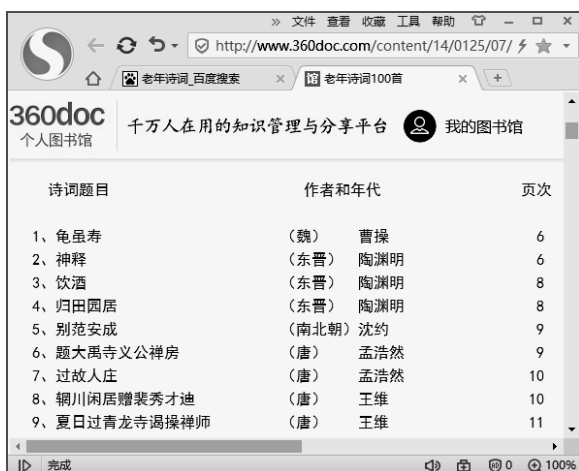 » 文件 查看 收藏 工具 帮助
http://www.360doc.com/content/14/0125/07/
老年诗词_百度搜索 × 馆 老年诗词100首 × +
360doc
个人图书馆
千万人在用的知识管理与分享平台 我的图书馆
诗词题目 作者和年代 页次
1、龟虽寿 (魏) 曹操 6
2、神释 (东晋) 陶渊明 6
3、饮酒 (东晋) 陶渊明 8
4、归田园居 (东晋) 陶渊明 8
5、别范安成 (南北朝) 沈约 9
6、题大禹寺义公禅房 (唐) 孟浩然 9
7、过故人庄 (唐) 孟浩然 10
8、辋川闲居赠裴秀才迪 (唐) 王维 10
9、夏日过青龙寺谒操禅师 (唐) 王维 11
完成 0 100%